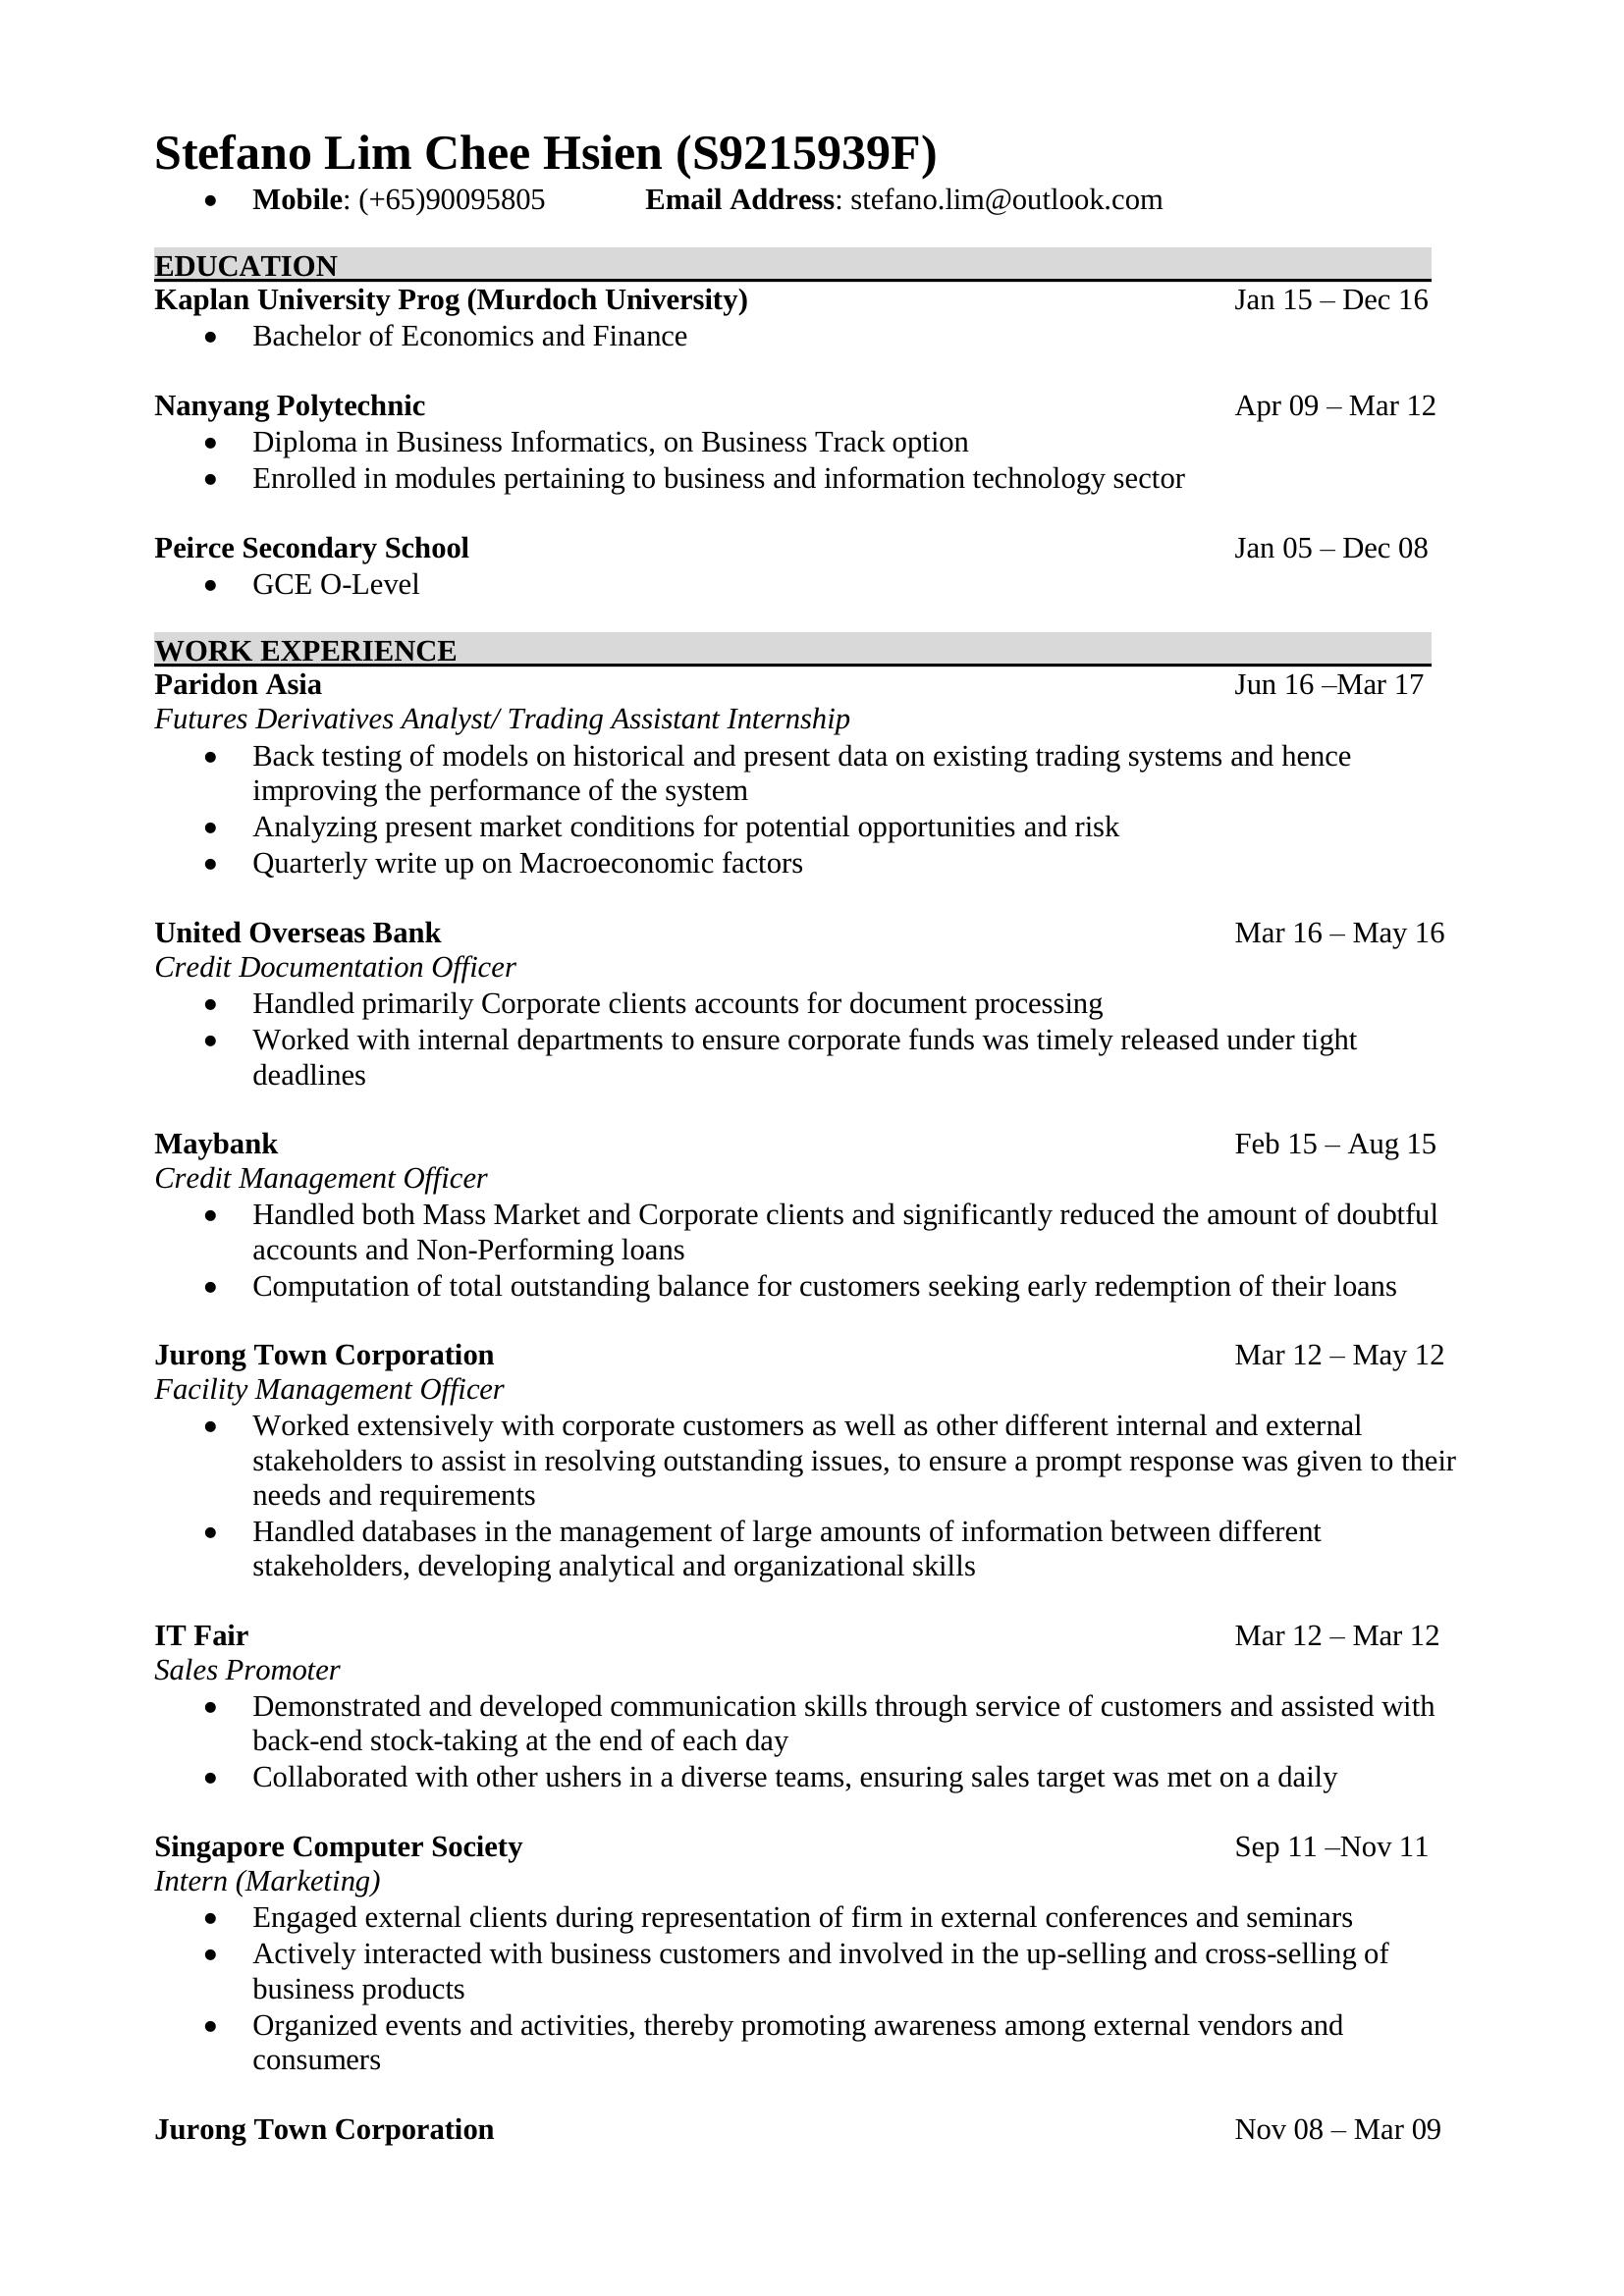 Stefano Lim Chee Hsien (S9215939F)
• Mobile: (+65)90095805 Email Address: stefano.lim@outlook.com
EDUCATION
Kaplan University Prog (Murdoch University) Jan 15 – Dec 16
• Bachelor of Economics and Finance
Nanyang Polytechnic Apr 09 – Mar 12
• Diploma in Business Informatics, on Business Track option
• Enrolled in modules pertaining to business and information technology sector
Peirce Secondary School Jan 05 – Dec 08
• GCE O-Level
WORK EXPERIENCE
Paridon Asia Jun 16 –Mar 17
Futures Derivatives Analyst/ Trading Assistant Internship
• Back testing of models on historical and present data on existing trading systems and hence
improving the performance of the system
• Analyzing present market conditions for potential opportunities and risk
• Quarterly write up on Macroeconomic factors
United Overseas Bank Mar 16 – May 16
Credit Documentation Officer
• Handled primarily Corporate clients accounts for document processing
• Worked with internal departments to ensure corporate funds was timely released under tight
deadlines
Maybank Feb 15 – Aug 15
Credit Management Officer
• Handled both Mass Market and Corporate clients and significantly reduced the amount of doubtful
accounts and Non-Performing loans
• Computation of total outstanding balance for customers seeking early redemption of their loans
Jurong Town Corporation Mar 12 – May 12
Facility Management Officer
• Worked extensively with corporate customers as well as other different internal and external
stakeholders to assist in resolving outstanding issues, to ensure a prompt response was given to their
needs and requirements
• Handled databases in the management of large amounts of information between different
stakeholders, developing analytical and organizational skills
IT Fair Mar 12 – Mar 12
Sales Promoter
• Demonstrated and developed communication skills through service of customers and assisted with
back-end stock-taking at the end of each day
• Collaborated with other ushers in a diverse teams, ensuring sales target was met on a daily
Singapore Computer Society Sep 11 –Nov 11
Intern (Marketing)
• Engaged external clients during representation of firm in external conferences and seminars
• Actively interacted with business customers and involved in the up-selling and cross-selling of
business products
• Organized events and activities, thereby promoting awareness among external vendors and
consumers
Jurong Town Corporation Nov 08 – Mar 09